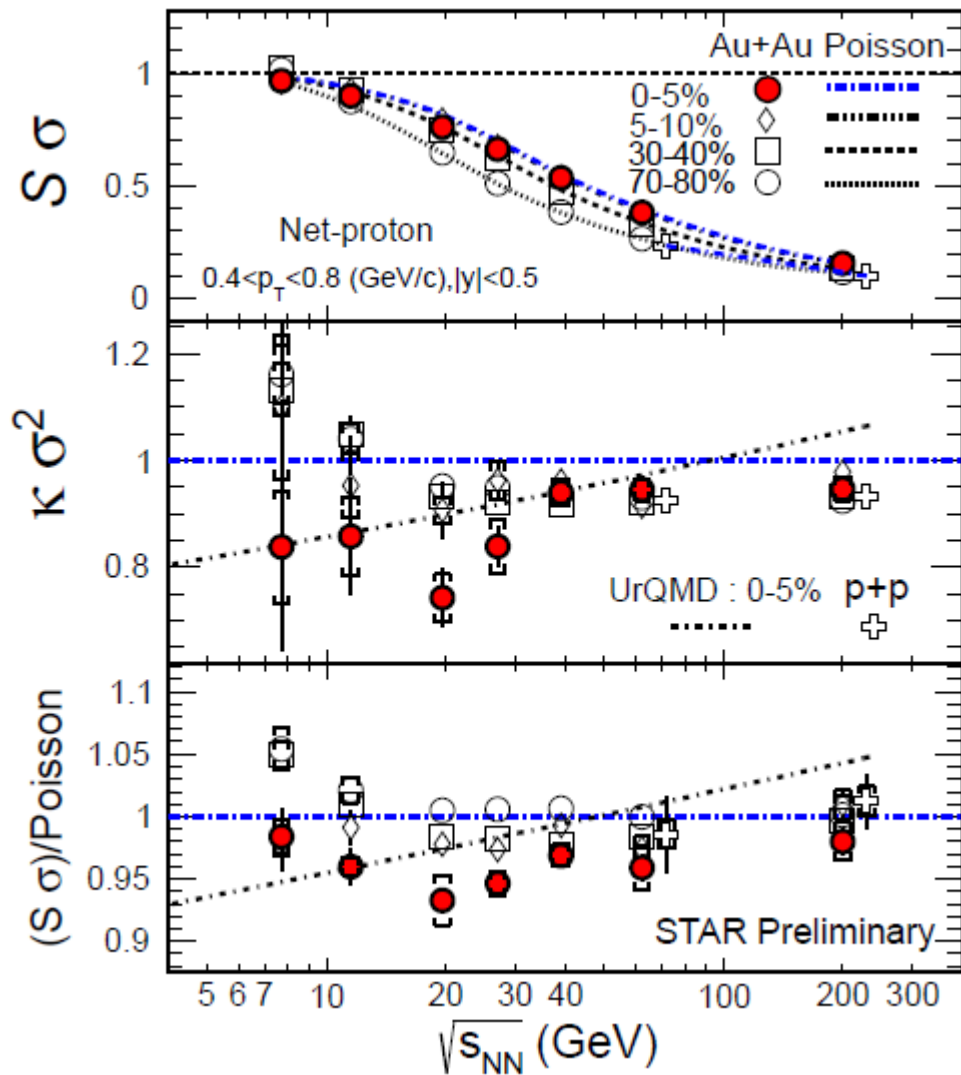 Au+Au Poisson
0-5%
5-10%
30-40%
70-80%
S σ
1
0.5
0
Net-proton
0.4<p_T<0.8 (GeV/c),|y|<0.5
κ σ²
1.2
1
0.8
UrQMD : 0-5% p+p
(S σ)/Poisson
1.1
1.05
1
0.95
0.9
STAR Preliminary
5 6 7 10 20 30 40 100 200 300
√s_NN (GeV)